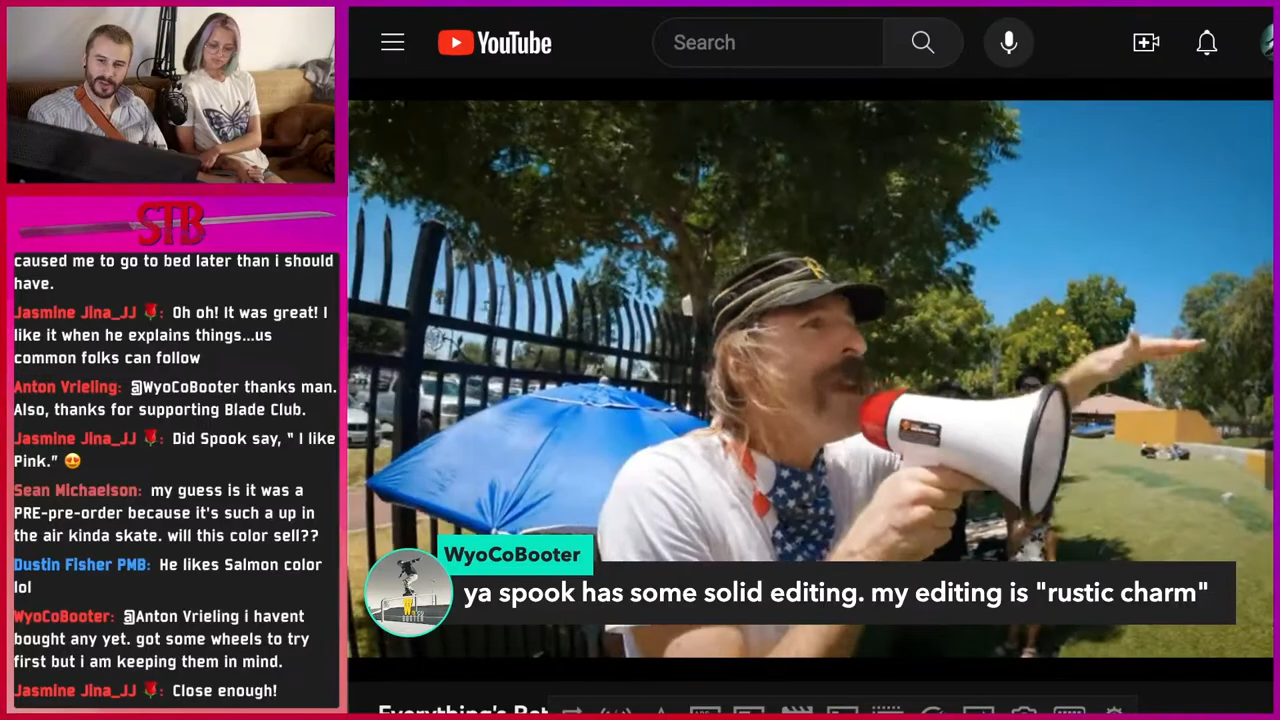 YouTube
Search
STB
caused me to go to bed later than i should
have.
Jasmine Jina_JJ 🌹: Oh oh! It was great! I
like it when he explains things...us
common folks can follow
Anton Vrieling: @WyoCoBooter thanks man.
Also, thanks for supporting Blade Club.
Jasmine Jina_JJ 🌹: Did Spook say, " I like
Pink." 😍
Sean Michaelson: my guess is it was a
PRE-pre-order because it's such a up in
the air kinda skate. will this color sell??
Dustin Fisher PMB: He likes Salmon color
lol
WyoCoBooter: @Anton Vrieling i havent
bought any yet. got some wheels to try
first but i am keeping them in mind.
Jasmine Jina_JJ 🌹: Close enough!
WyoCoBooter
ya spook has some solid editing. my editing is "rustic charm"